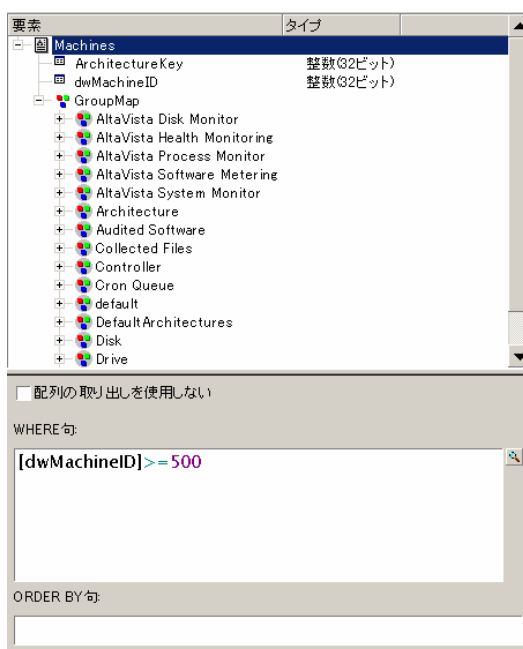 要素 タイプ
Machines
ArchitectureKey 整数(32ビット)
dwMachineID 整数(32ビット)
GroupMap
AltaVista Disk Monitor
AltaVista Health Monitoring
AltaVista Process Monitor
AltaVista Software Metering
AltaVista System Monitor
Architecture
Audited Software
Collected Files
Controller
Cron Queue
default
DefaultArchitectures
Disk
Drive
配列の取り出しを使用しない
WHERE句:
[dwMachineID]>=500
ORDER BY句: